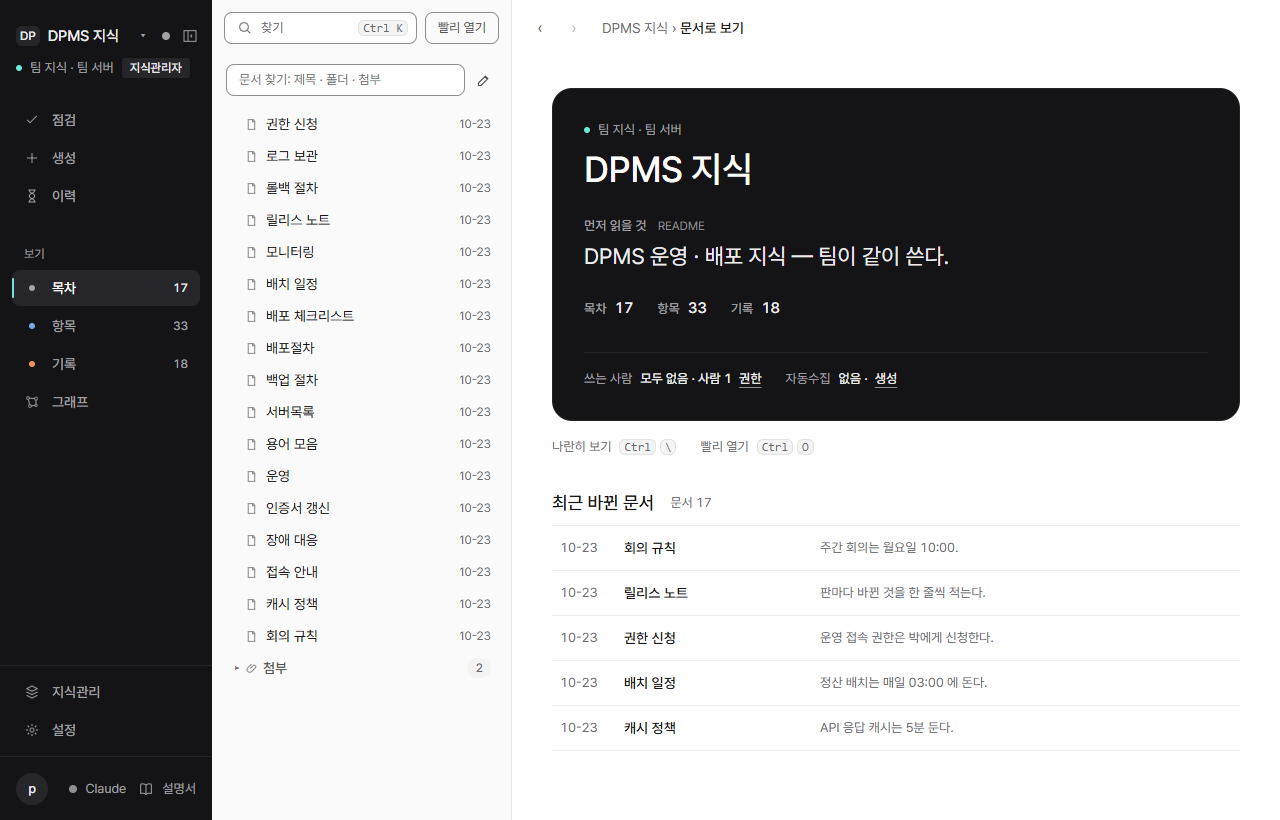 DP DPMS 지식
팀 지식 · 팀 서버 지식관리자
점검
생성
이력
보기
목차 17
항목 33
기록 18
그래프
지식관리
설정
p Claude 설명서
찾기 Ctrl K 빨리 열기
문서 찾기: 제목 · 폴더 · 첨부
권한 신청 10-23
로그 보관 10-23
롤백 절차 10-23
릴리스 노트 10-23
모니터링 10-23
배치 일정 10-23
배포 체크리스트 10-23
배포절차 10-23
백업 절차 10-23
서버목록 10-23
용어 모음 10-23
운영 10-23
인증서 갱신 10-23
장애 대응 10-23
접속 안내 10-23
캐시 정책 10-23
회의 규칙 10-23
첨부 2
‹ › DPMS 지식 › 문서로 보기
팀 지식 · 팀 서버
DPMS 지식
먼저 읽을 것 README
DPMS 운영 · 배포 지식 — 팀이 같이 쓴다.
목차 17 항목 33 기록 18
쓰는 사람 모두 없음 · 사람 1 권한 자동수집 없음 · 생성
나란히 보기 Ctrl \ 빨리 열기 Ctrl O
최근 바뀐 문서 문서 17
10-23 회의 규칙 주간 회의는 월요일 10:00.
10-23 릴리스 노트 판마다 바뀐 것을 한 줄씩 적는다.
10-23 권한 신청 운영 접속 권한은 박에게 신청한다.
10-23 배치 일정 정산 배치는 매일 03:00 에 돈다.
10-23 캐시 정책 API 응답 캐시는 5분 둔다.